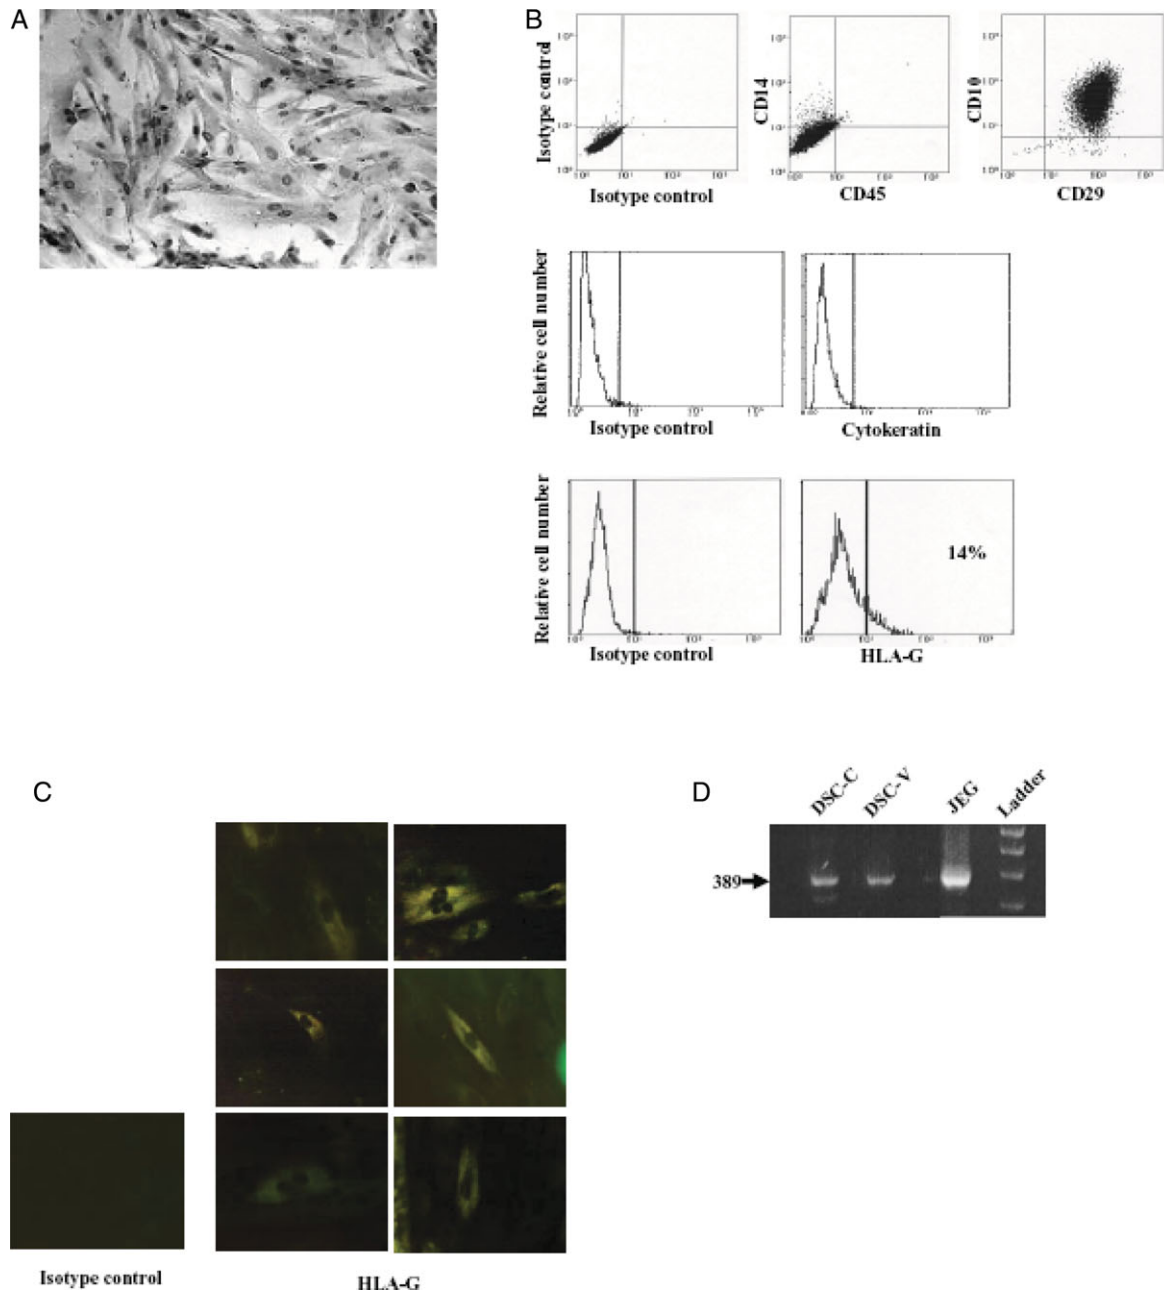 A
B
Isotype control
Isotype control
CD14
CD45
CD10
CD29
Relative cell number
Isotype control
Cytokeratin
Relative cell number
Isotype control
14%
HLA-G
C
D
DSC-C
DSC-V
JEG
Ladder
389
Isotype control
HLA-G